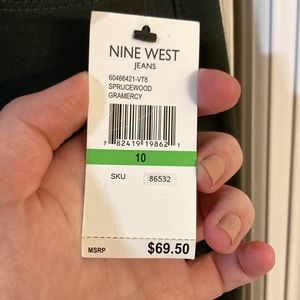 NINE WEST
JEANS
60466421-VT8
SPRUCEWOOD
GRAMERCY
7 82419 19862 1
10
SKU 86532
MSRP $69.50